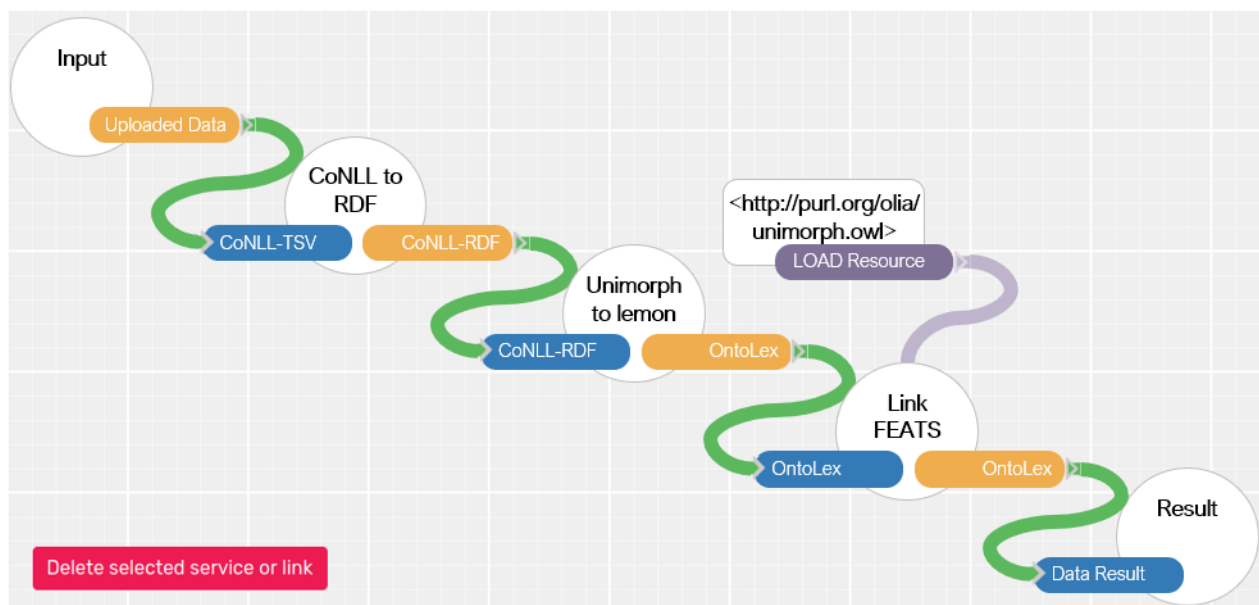 Input
Uploaded Data
CoNLL to
RDF
CoNLL-TSV
CoNLL-RDF
<http://purl.org/olia/
unimorph.owl>
LOAD Resource
Unimorph
to lemon
CoNLL-RDF
OntoLex
Link
FEATS
OntoLex
OntoLex
Result
Data Result
Delete selected service or link